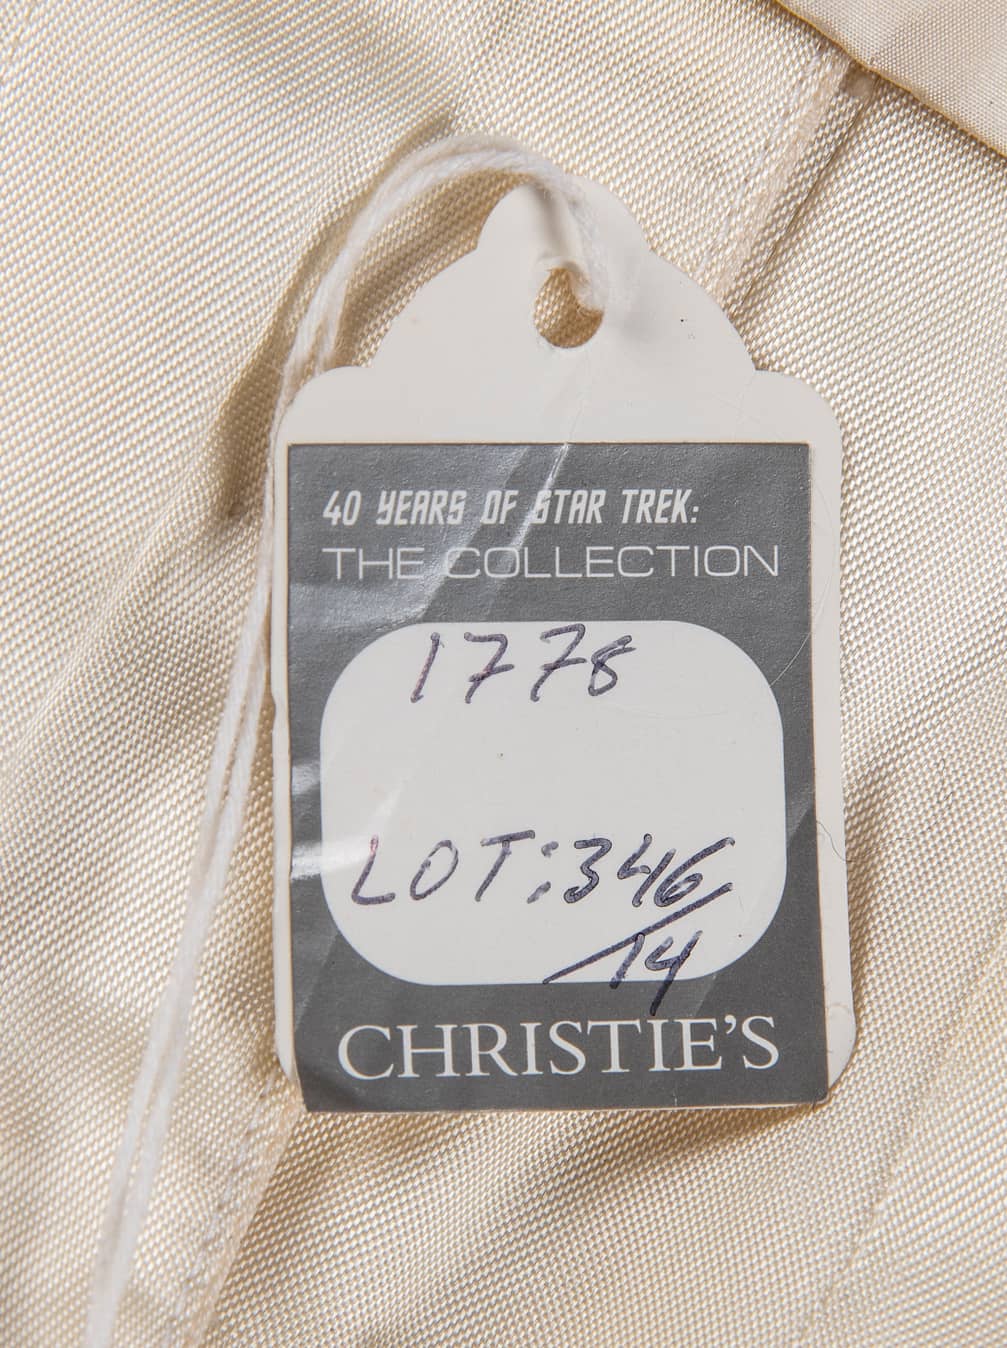 40 YEARS OF STAR TREK:
THE COLLECTION
1778
LOT: 346/14
CHRISTIE'S